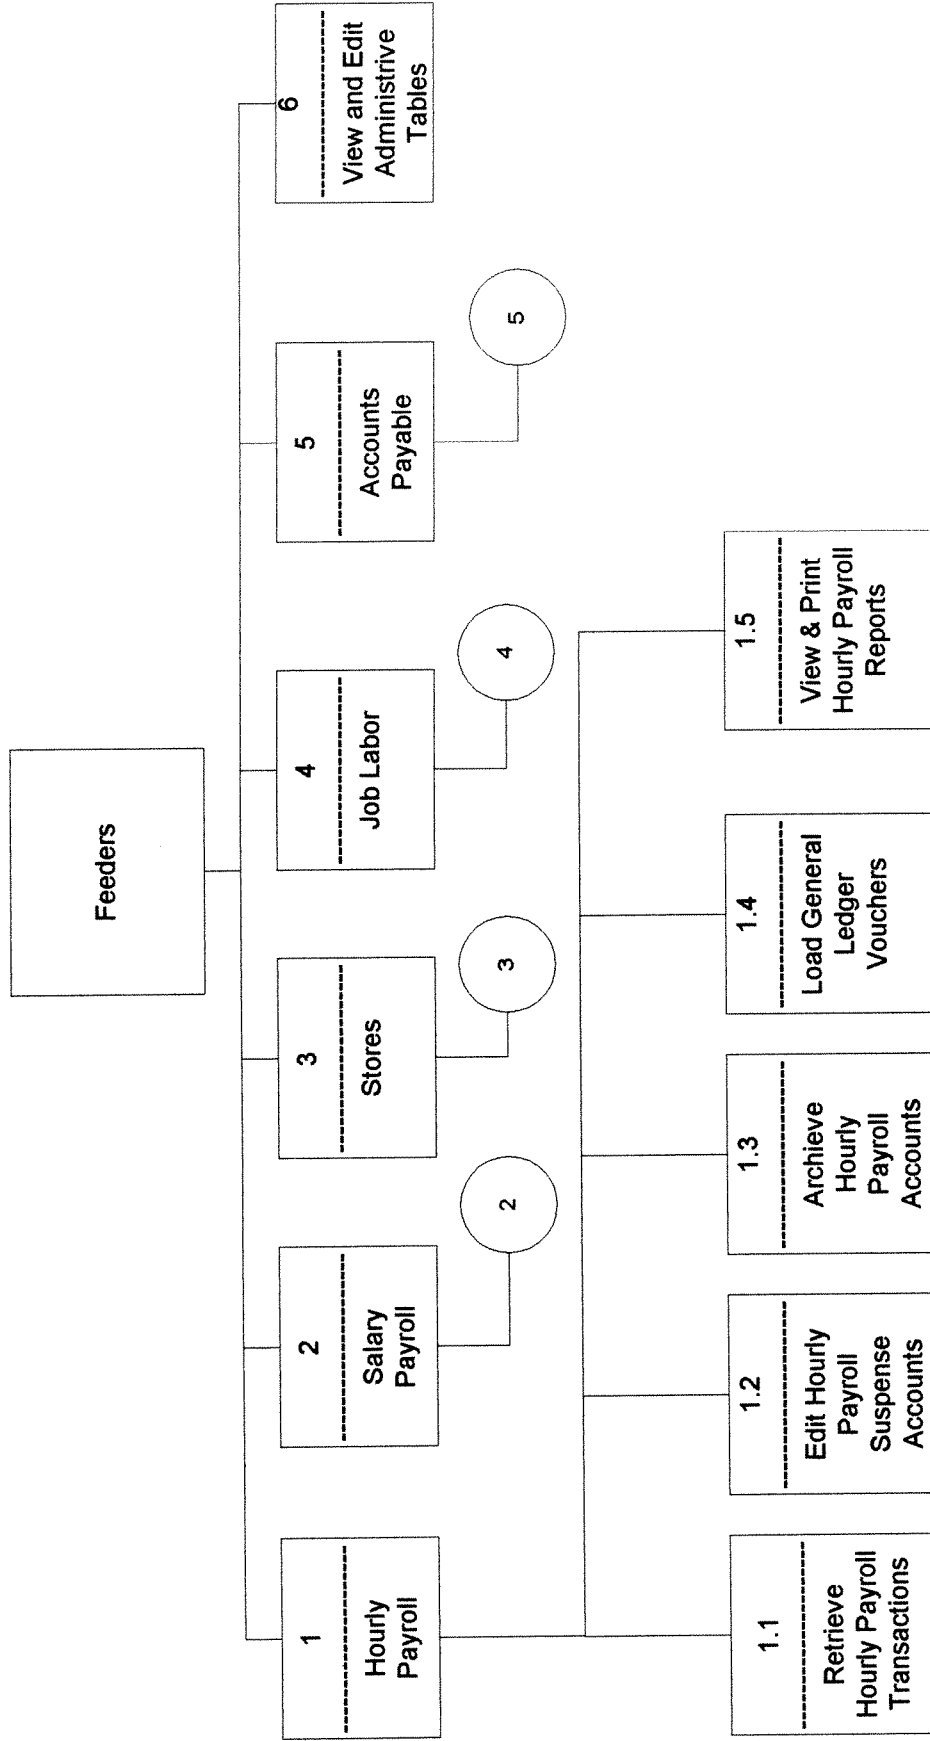 Feeders
1
Hourly
Payroll
2
Salary
Payroll
2
3
Stores
3
4
Job Labor
4
5
Accounts
Payable
5
6
View and Edit
Administrive
Tables
1.1
Retrieve
Hourly Payroll
Transactions
1.2
Edit Hourly
Payroll
Suspense
Accounts
1.3
Archieve
Hourly
Payroll
Accounts
1.4
Load General
Ledger
Vouchers
1.5
View & Print
Hourly Payroll
Reports